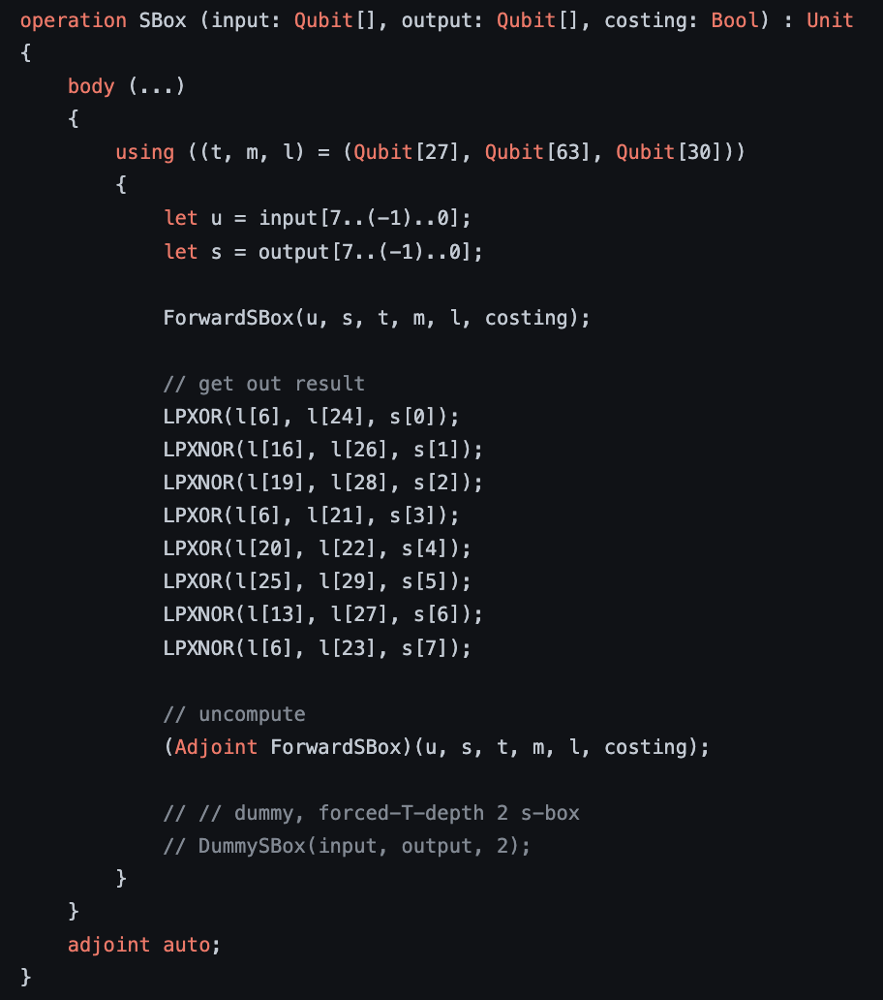 operation SBox (input: Qubit[], output: Qubit[], costing: Bool) : Unit
{
    body (...)
    {
        using ((t, m, l) = (Qubit[27], Qubit[63], Qubit[30]))
        {
            let u = input[7..(-1)..0];
            let s = output[7..(-1)..0];

            ForwardSBox(u, s, t, m, l, costing);

            // get out result
            LPXOR(l[6], l[24], s[0]);
            LPXNOR(l[16], l[26], s[1]);
            LPXNOR(l[19], l[28], s[2]);
            LPXOR(l[6], l[21], s[3]);
            LPXOR(l[20], l[22], s[4]);
            LPXOR(l[25], l[29], s[5]);
            LPXNOR(l[13], l[27], s[6]);
            LPXNOR(l[6], l[23], s[7]);

            // uncompute
            (Adjoint ForwardSBox)(u, s, t, m, l, costing);

            // // dummy, forced-T-depth 2 s-box
            // DummySBox(input, output, 2);
        }
    }
    adjoint auto;
}